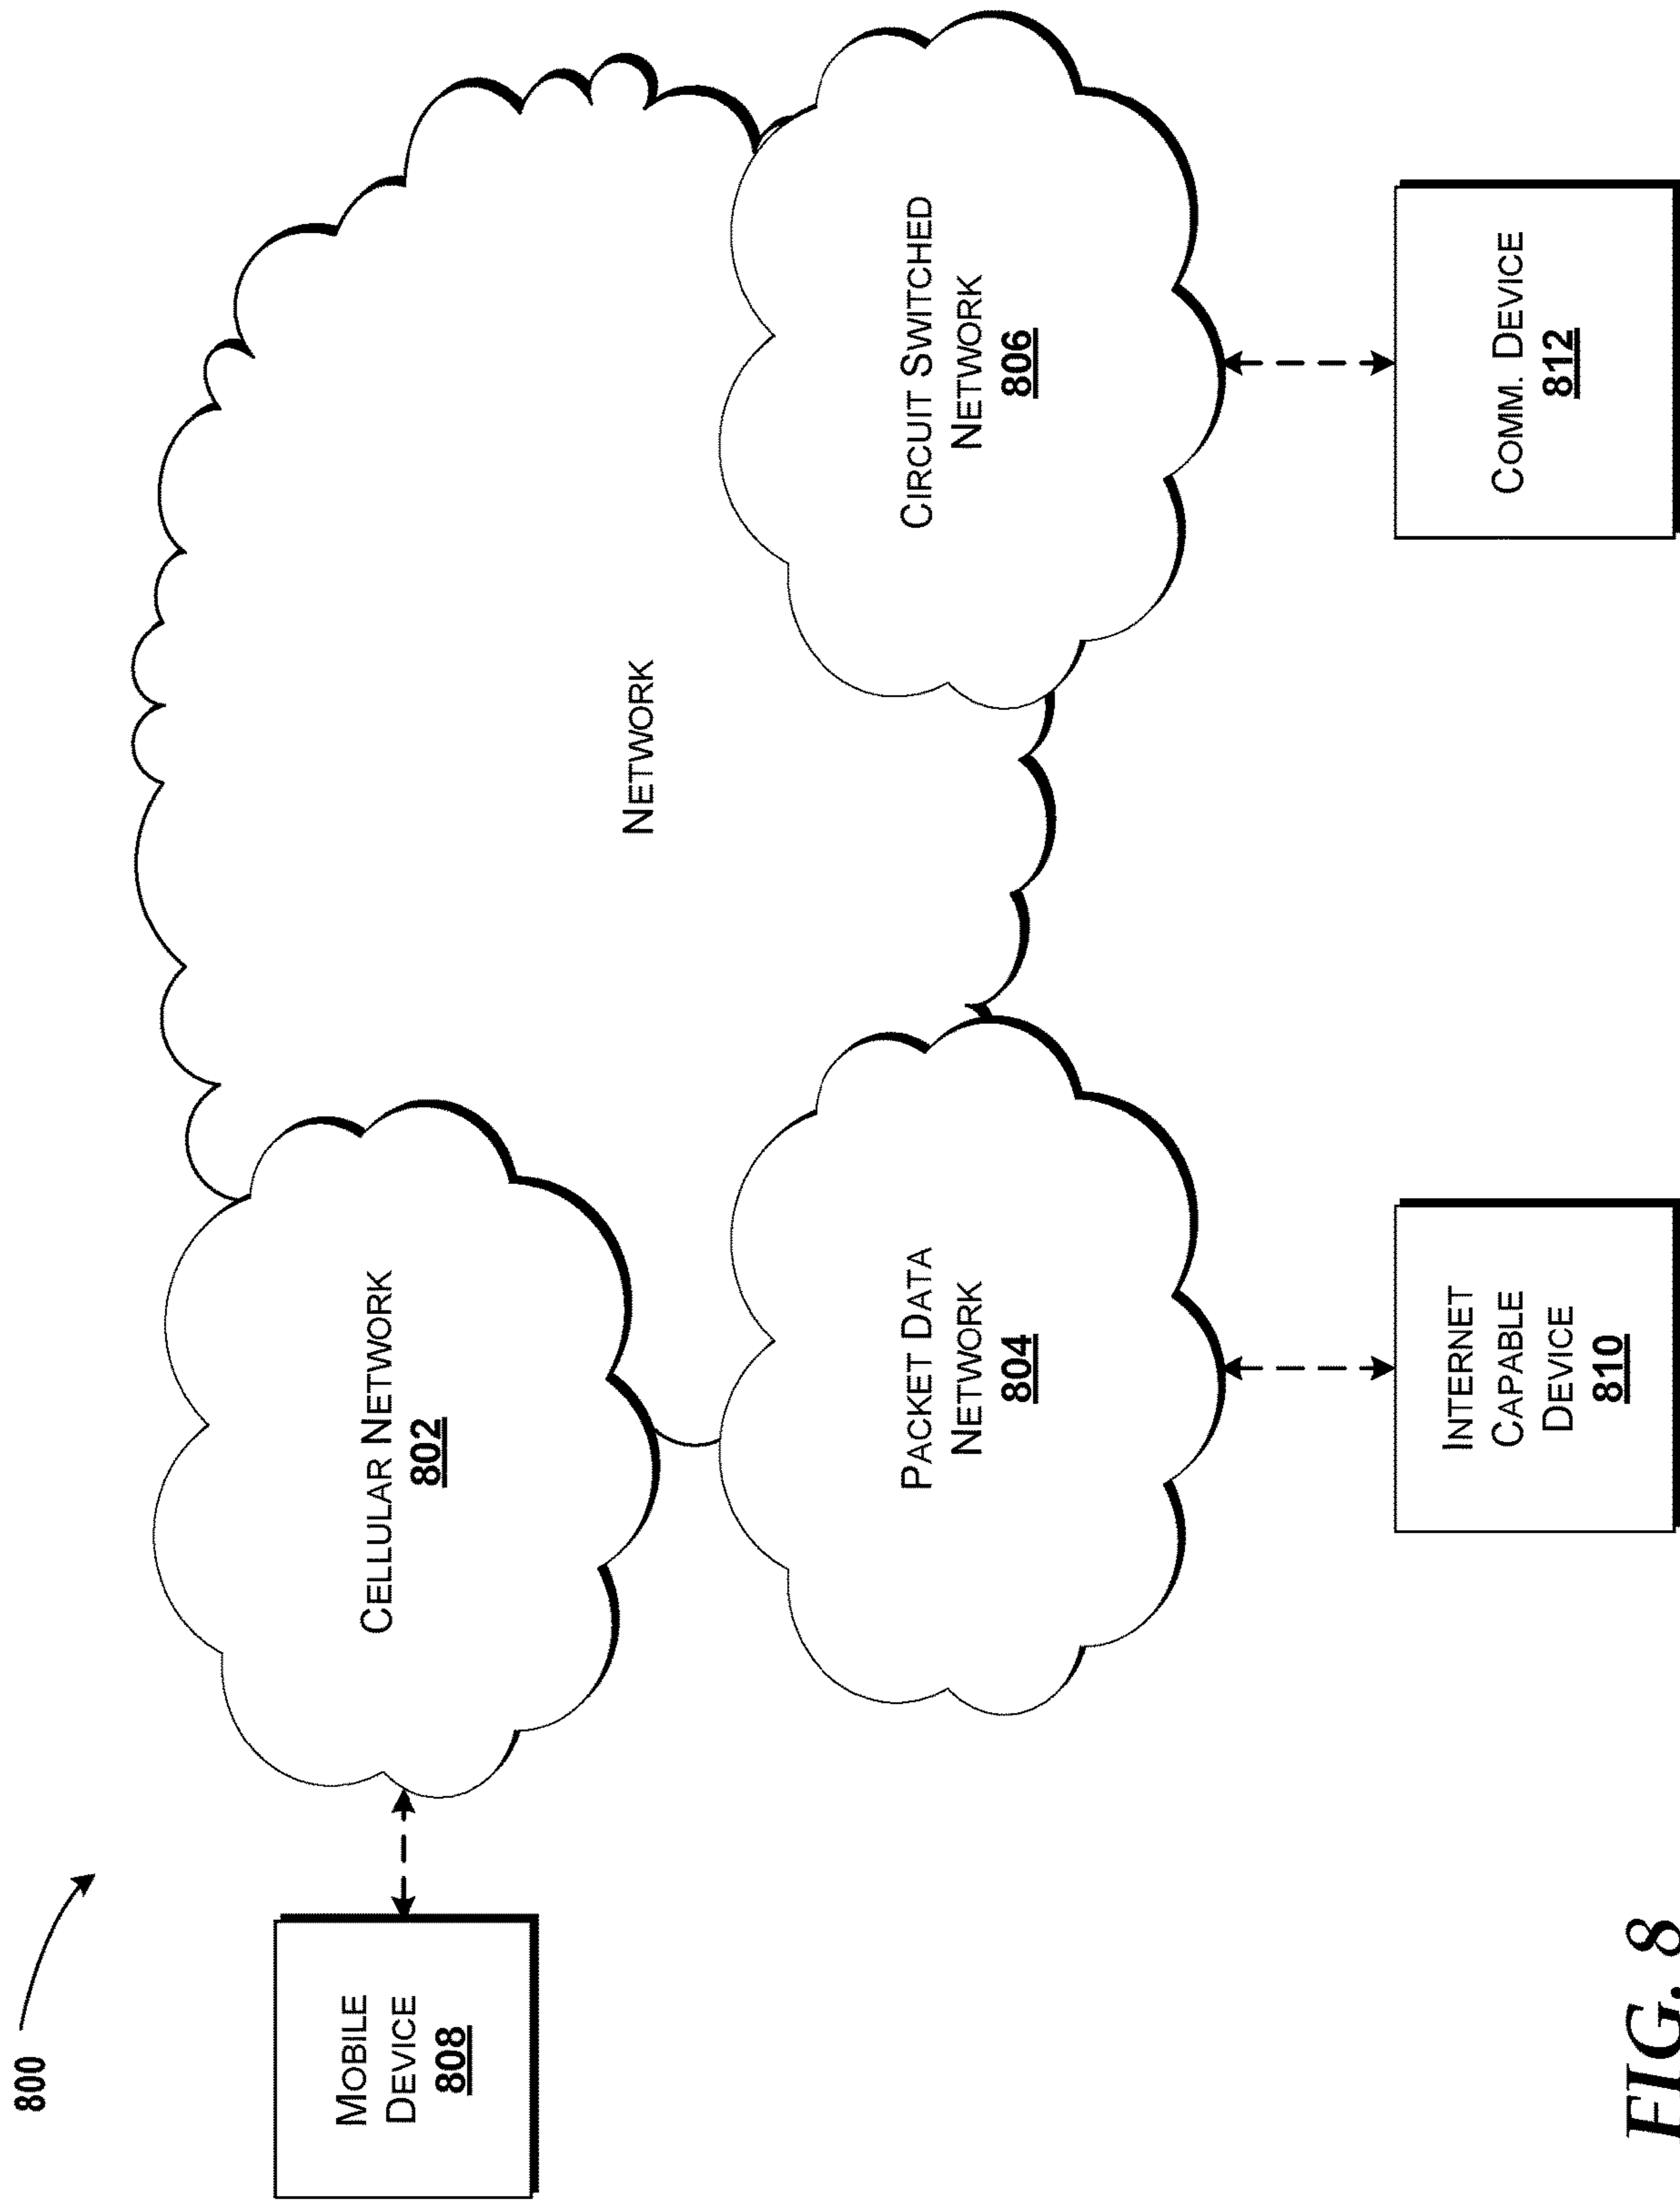 800
MOBILE
DEVICE
808
CELLULAR NETWORK
802
NETWORK
PACKET DATA
NETWORK
804
CIRCUIT SWITCHED
NETWORK
806
INTERNET
CAPABLE
DEVICE
810
COMM. DEVICE
812
FIG. 8